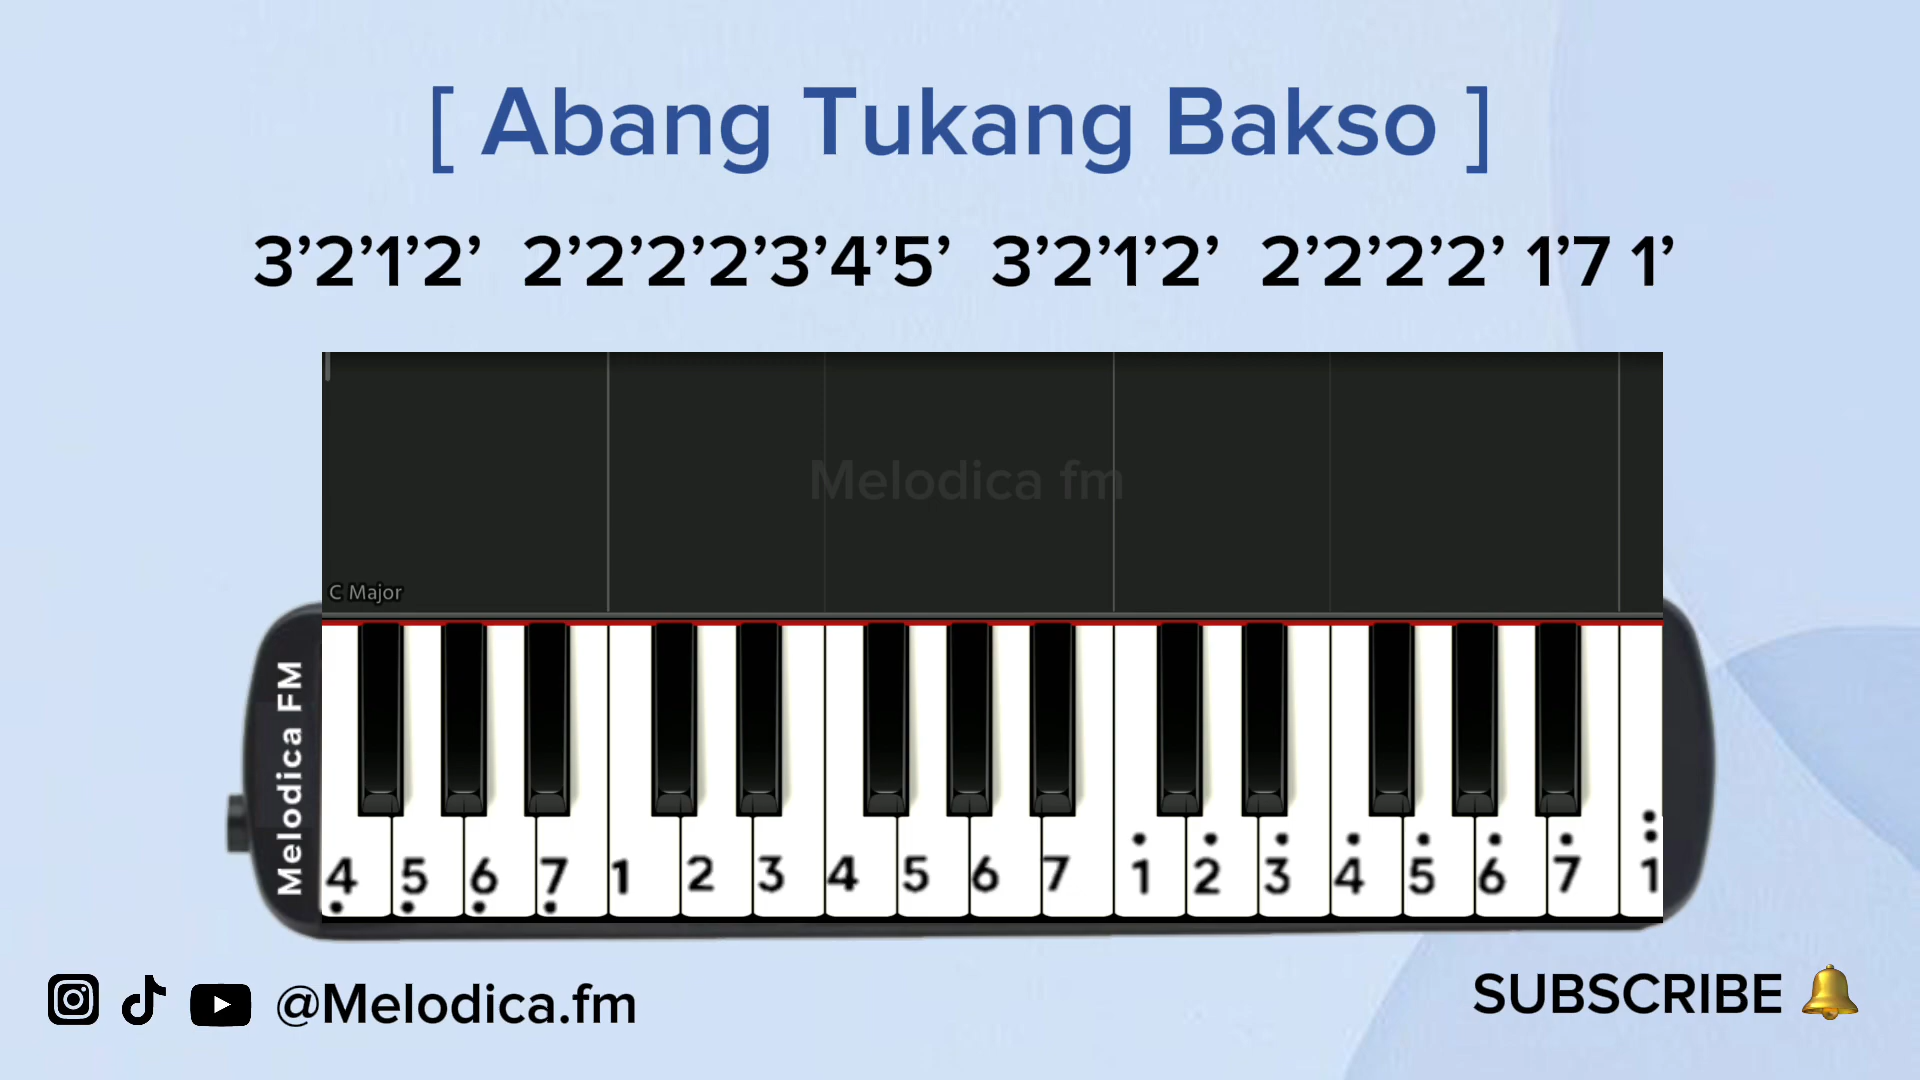 [ Abang Tukang Bakso ]
3’2’1’2’ 2’2’2’2’3’4’5’ 3’2’1’2’ 2’2’2’2’ 1’7 1’
Melodica fm
C Major
Melodica FM
4 5 6 7 1 2 3 4 5 6 7 1 2 3 4 5 6 7 1
@Melodica.fm
SUBSCRIBE